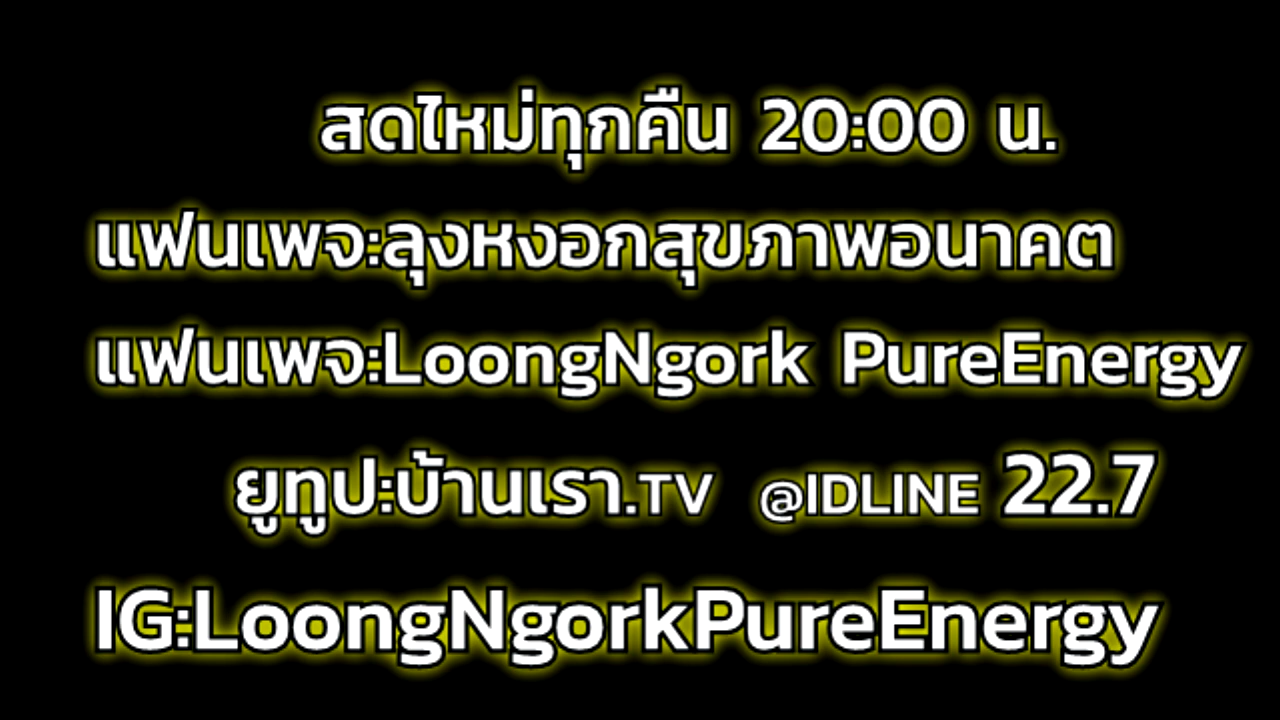 สดไหม่ทุกคืน 20:00 น.
แฟนเพจ:ลุงหงอกสุขภาพอนาคต
แฟนเพจ:LoongNgork PureEnergy
ยูทูป:บ้านเรา.TV @IDLINE 22.7
IG:LoongNgorkPureEnergy